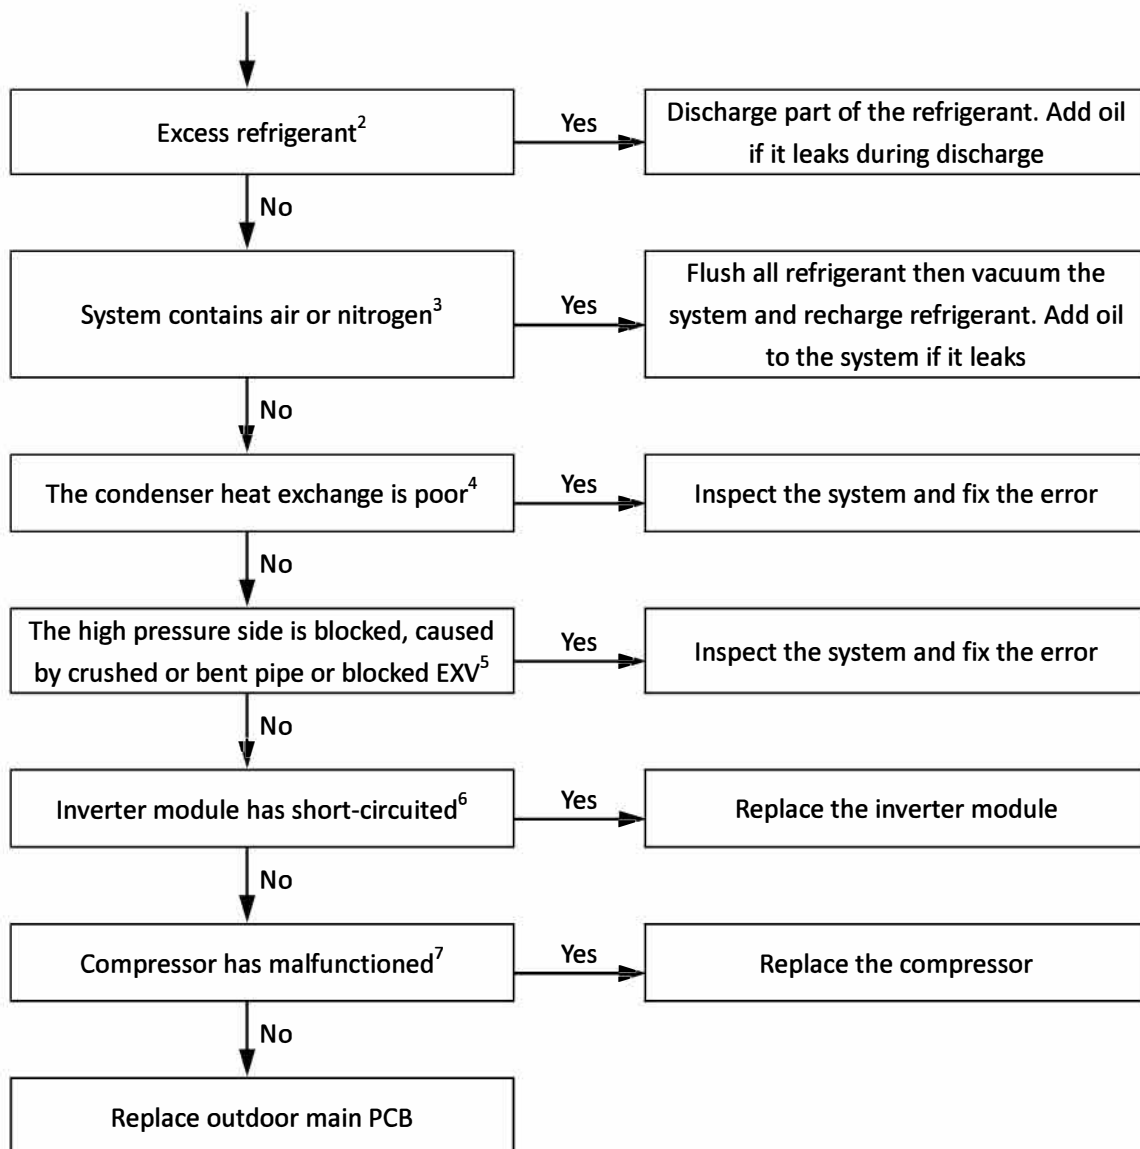 Excess refrigerant2
Yes
Discharge part of the refrigerant. Add oil
if it leaks during discharge
No
System contains air or nitrogen3
Yes
Flush all refrigerant then vacuum the
system and recharge refrigerant. Add oil
to the system if it leaks
No
The condenser heat exchange is poor4
Yes
Inspect the system and fix the error
No
The high pressure side is blocked, caused
by crushed or bent pipe or blocked EXV5
Yes
Inspect the system and fix the error
No
Inverter module has short-circuited6
Yes
Replace the inverter module
No
Compressor has malfunctioned7
Yes
Replace the compressor
No
Replace outdoor main PCB